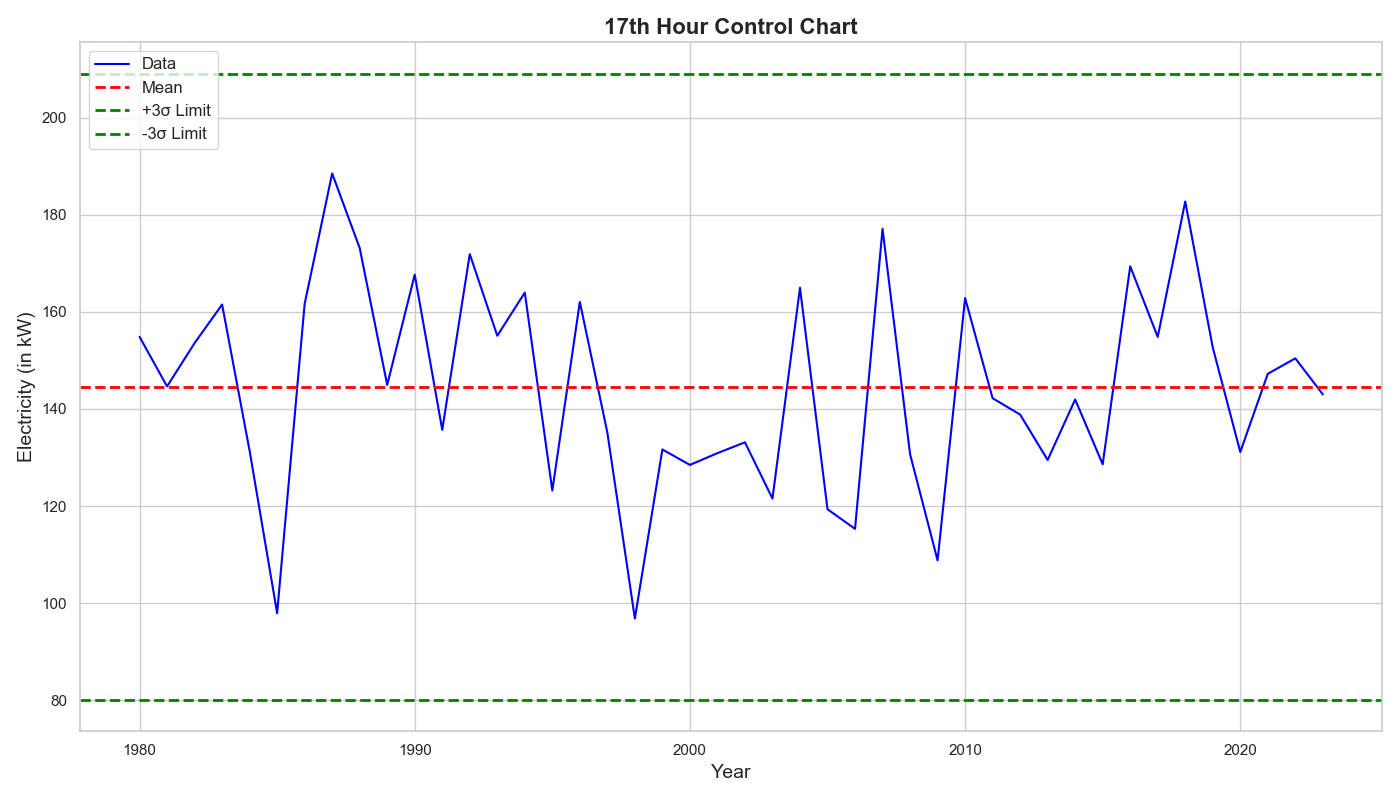 17th Hour Control Chart
Data
Mean
+3σ Limit
-3σ Limit
200
180
160
140
120
100
80
Electricity (in kW)
1980
1990
2000
2010
2020
Year